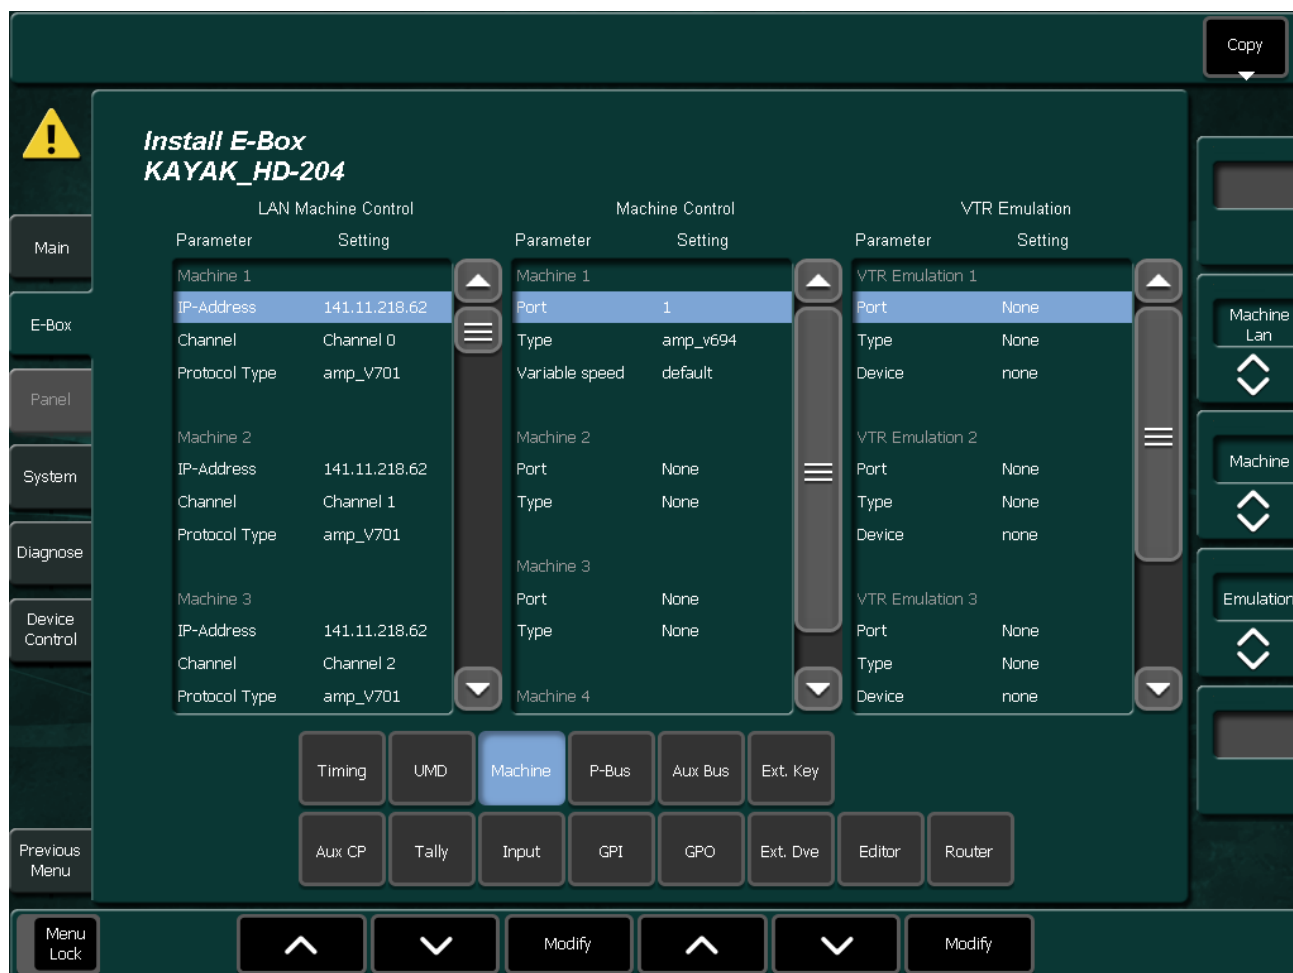 Copy
Install E-Box
KAYAK_HD-204
LAN Machine Control
Machine Control
VTR Emulation
Parameter Setting
Parameter Setting
Parameter Setting
Machine 1
IP-Address 141.11.218.62
Channel Channel 0
Protocol Type amp_V701
Machine 2
IP-Address 141.11.218.62
Channel Channel 1
Protocol Type amp_V701
Machine 3
IP-Address 141.11.218.62
Channel Channel 2
Protocol Type amp_V701
Machine 1
Port 1
Type amp_v694
Variable speed default
Machine 2
Port None
Type None
Machine 3
Port None
Type None
Machine 4
VTR Emulation 1
Port None
Type None
Device none
VTR Emulation 2
Port None
Type None
Device none
VTR Emulation 3
Port None
Type None
Device none
Main
E-Box
Panel
System
Diagnose
Device
Control
Previous
Menu
Machine
Lan
Machine
Emulation
Timing UMD Machine P-Bus Aux Bus Ext. Key
Aux CP Tally Input GPI GPO Ext. Dve Editor Router
Menu
Lock
Modify
Modify